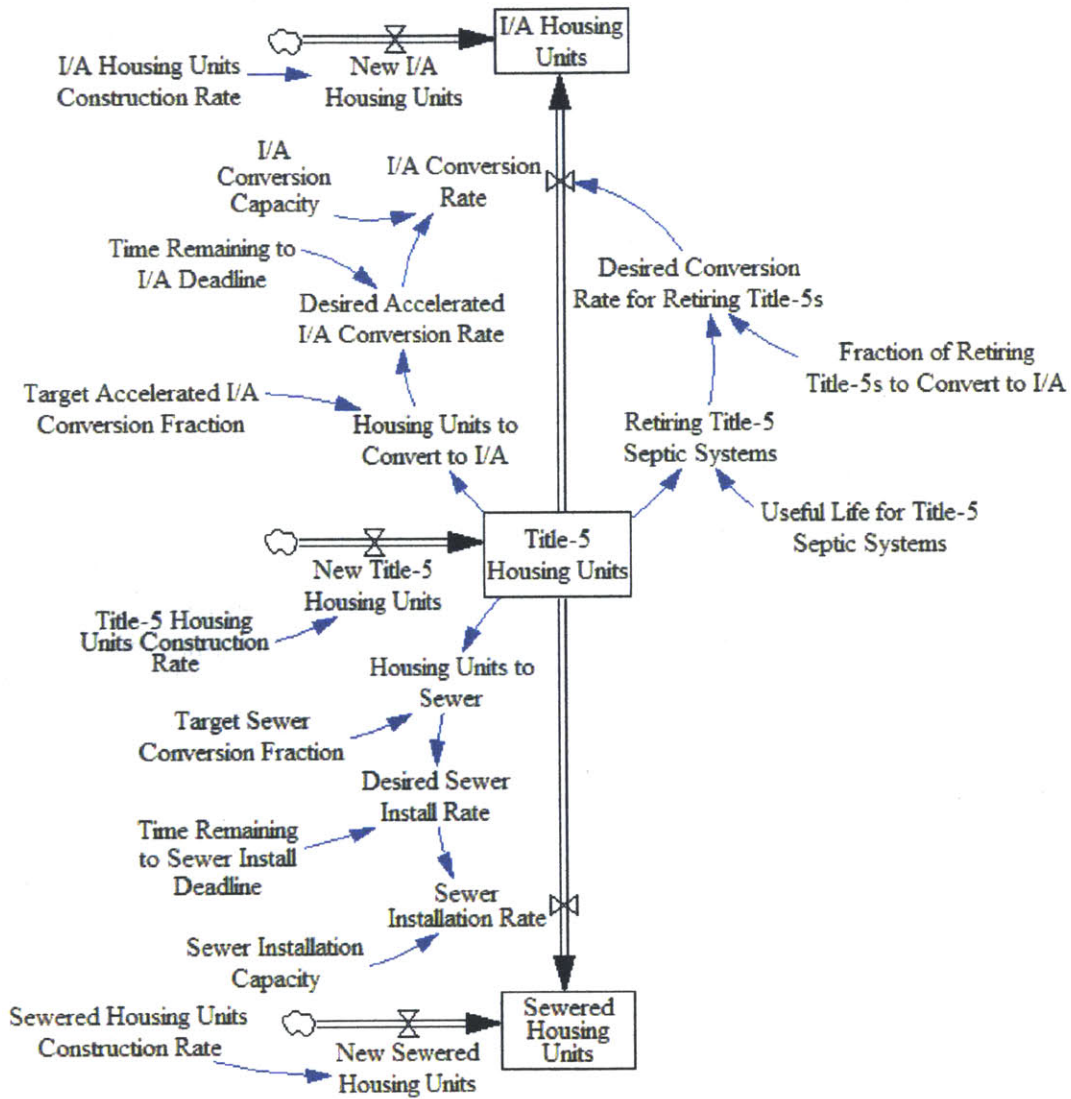 I/A Housing
Units
I/A Housing Units
Construction Rate
New I/A
Housing Units
I/A
Conversion
Capacity
I/A Conversion
Rate
Time Remaining to
I/A Deadline
Desired Accelerated
I/A Conversion Rate
Desired Conversion
Rate for Retiring Title-5s
Fraction of Retiring
Title-5s to Convert to I/A
Target Accelerated I/A
Conversion Fraction
Housing Units to
Convert to I/A
Retiring Title-5
Septic Systems
Useful Life for Title-5
Septic Systems
Title-5
Housing Units
New Title-5
Housing Units
Title-5 Housing
Units Construction
Rate
Housing Units to
Sewer
Target Sewer
Conversion Fraction
Desired Sewer
Install Rate
Time Remaining
to Sewer Install
Deadline
Sewer
Installation Rate
Sewer Installation
Capacity
Sewered Housing Units
Construction Rate
New Sewered
Housing Units
Sewered
Housing
Units